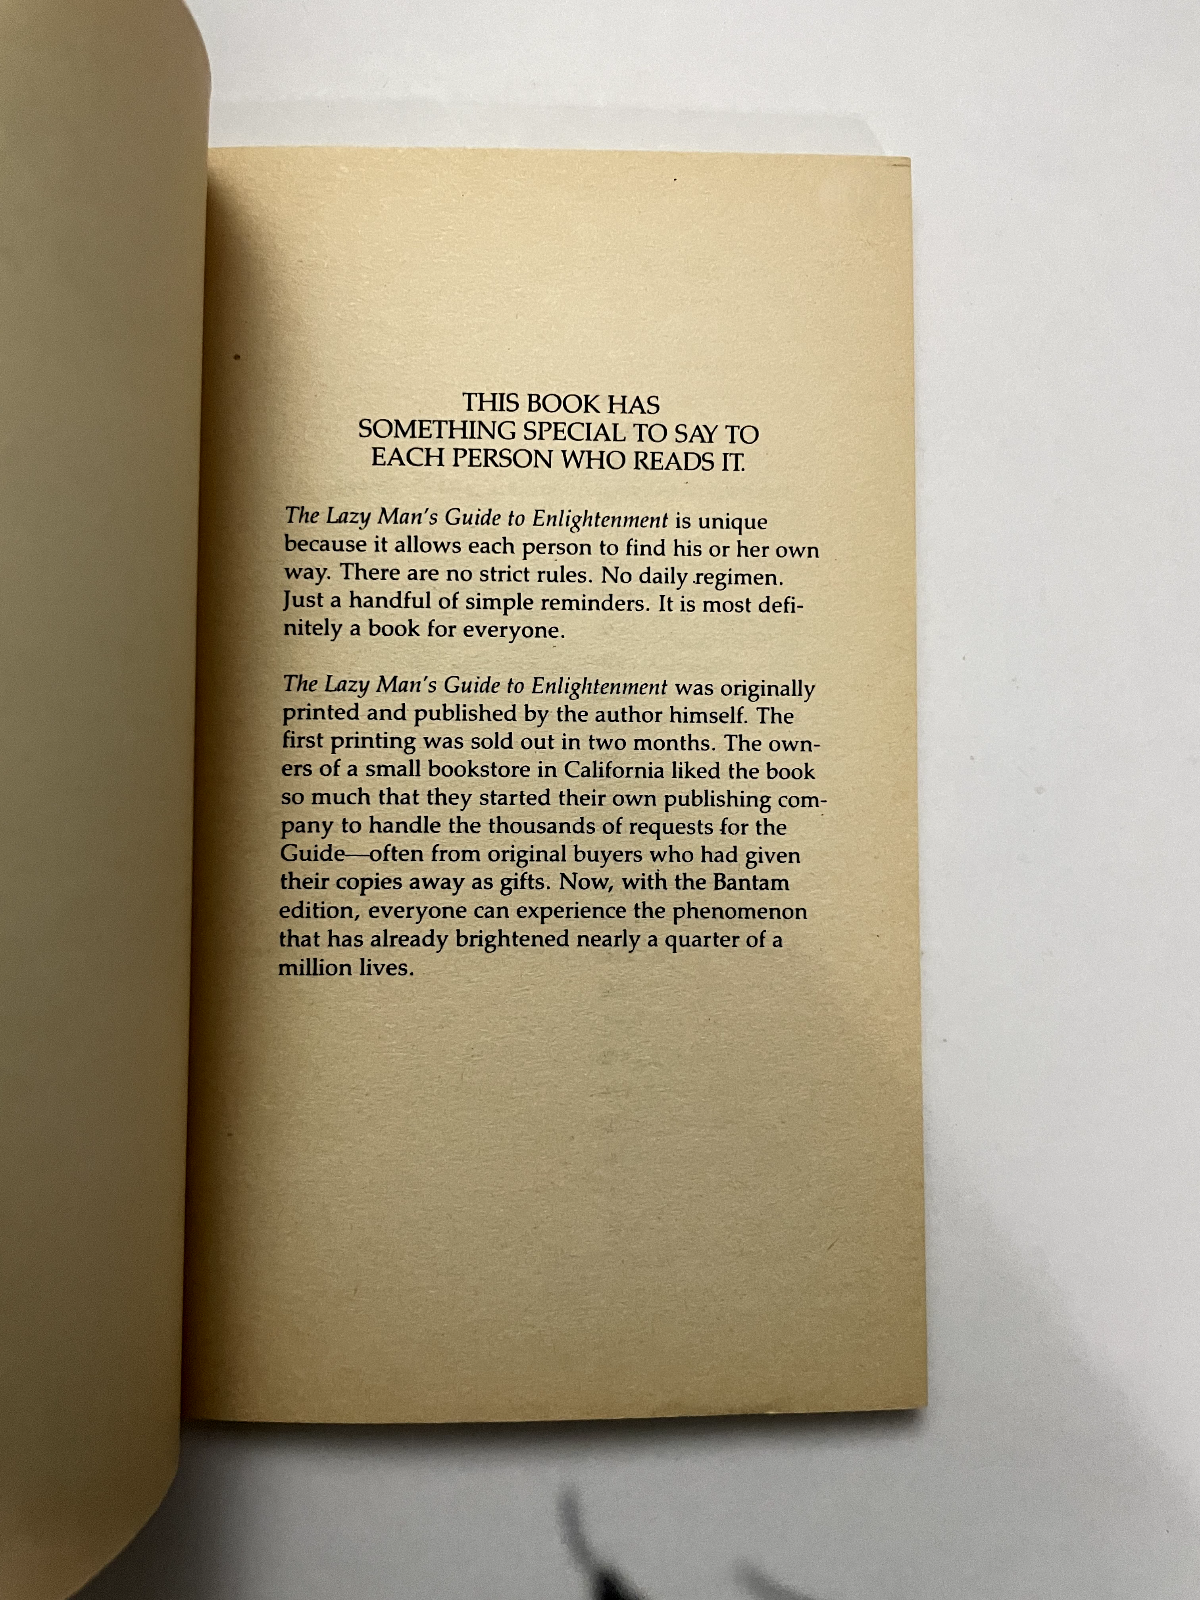 THIS BOOK HAS
SOMETHING SPECIAL TO SAY TO
EACH PERSON WHO READS IT.
The Lazy Man's Guide to Enlightenment is unique
because it allows each person to find his or her own
way. There are no strict rules. No daily regimen.
Just a handful of simple reminders. It is most defi-
nitely a book for everyone.
The Lazy Man's Guide to Enlightenment was originally
printed and published by the author himself. The
first printing was sold out in two months. The own-
ers of a small bookstore in California liked the book
so much that they started their own publishing com-
pany to handle the thousands of requests for the
Guide—often from original buyers who had given
their copies away as gifts. Now, with the Bantam
edition, everyone can experience the phenomenon
that has already brightened nearly a quarter of a
million lives.